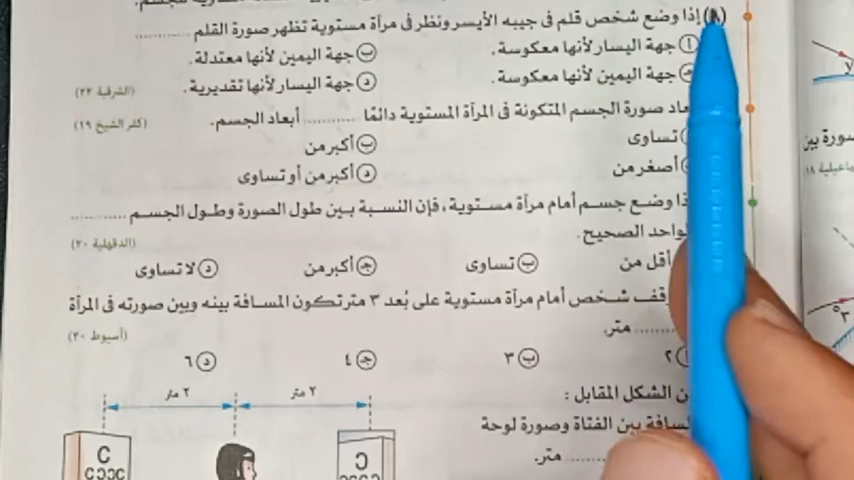 (٨) إذا وضع شخص قلم فى جيبه الأيسر ونظر فى مرآة مستوية تظهر صورة القلم ............
أ جهة اليسار لأنها معكوسة. ب جهة اليمين لأنها معتدلة.
جهة اليمين لأنها معكوسة. د جهة اليسار لأنها تقديرية. (الشرقية ٢٢)
صورة الجسم المتكونة فى المرآة المستوية دائمًا .......... أبعاد الجسم. (كفر الشيخ ١٩)
تساوى ب أكبر من
أصغر من د أكبر من أو تساوى
وضع جسم أمام مرآة مستوية، فإن النسبة بين طول الصورة وطول الجسم ............
الواحد الصحيح. (الدقهلية ٢٠)
أقل من ب تساوى ج أكبر من د لا تساوى
شخص أمام مرآة مستوية على بُعد ٣ متر تكون المسافة بينه وبين صورته فى المرآة
.......... متر. (أسيوط ٢٠)
٢ ب ٣ ج ٤ د ٦
الشكل المقابل :
بين الفتاة وصورة لوحة
.......... متر.
٢ متر ٢ متر
C
صورة بين
٣°